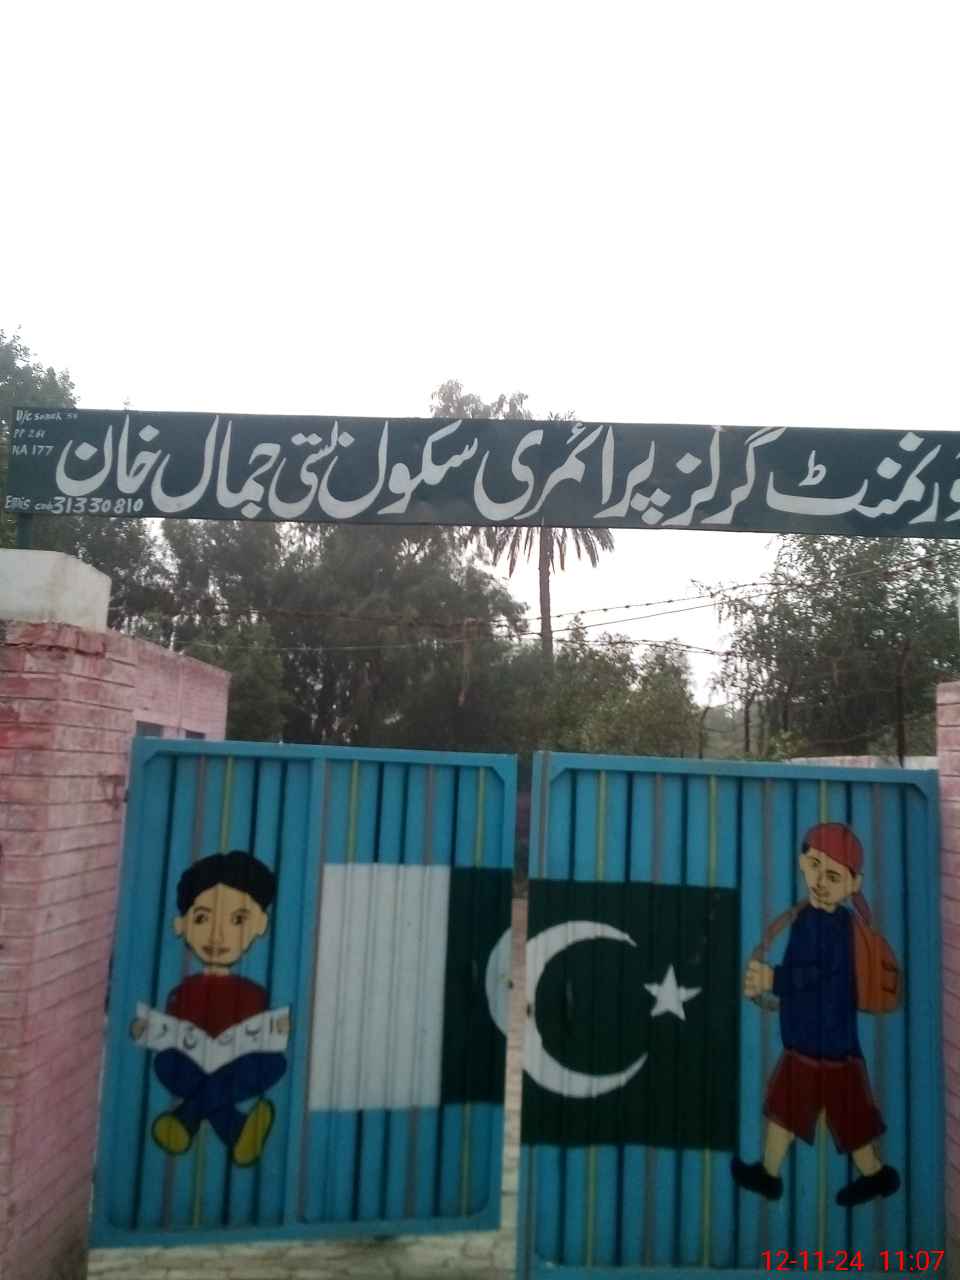 ورنمنٹ گرلز پرائمری سکول بستی جمال خان
PP 261
NA 177
EMIS code 31330810
ا ب ج د
12-11-24 11:07